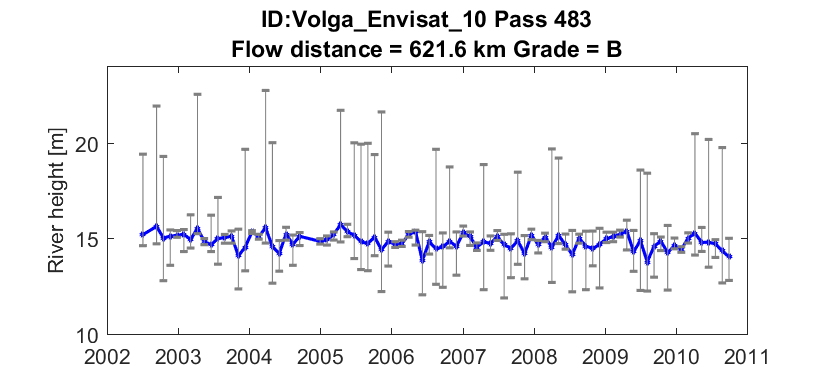 ID:Volga_Envisat_10 Pass 483
Flow distance = 621.6 km Grade = B
River height [m]
20
15
10
2002 2003 2004 2005 2006 2007 2008 2009 2010 2011